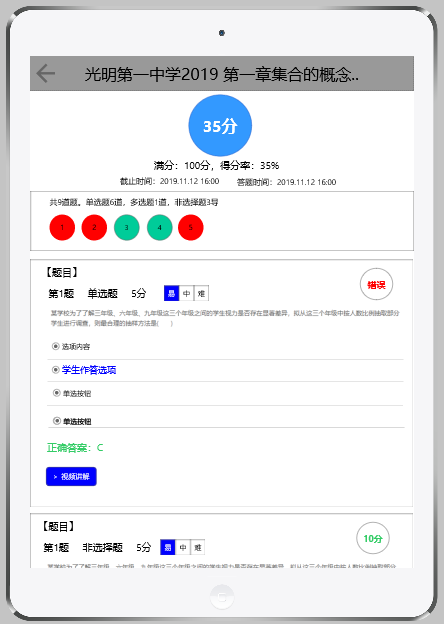 光明第一中学2019 第一章集合的概念..
35分
满分：100分，得分率：35%
截止时间：2019.11.12 16:00 答题时间：2019.11.12 16:00
共9道题。单选题6道，多选题1道，非选择题3导
1 2 3 4 5
【题目】
错误
第1题 单选题 5分 易 中 难
某学校为了了解三年级、六年级、九年级这三个年级之间的学生视力是否存在显著差异，拟从这三个年级中按人数比例抽取部分
学生进行调查，则最合理的抽样方法是( )
选项内容
学生作答选项
单选按钮
单选按钮
正确答案：C
> 视频讲解
【题目】
10分
第1题 非选择题 5分 易 中 难
某学校为了了解三年级、六年级、九年级这三个年级之间的学生视力是否存在显著差异，拟从这三个年级中按人数比例抽取部分